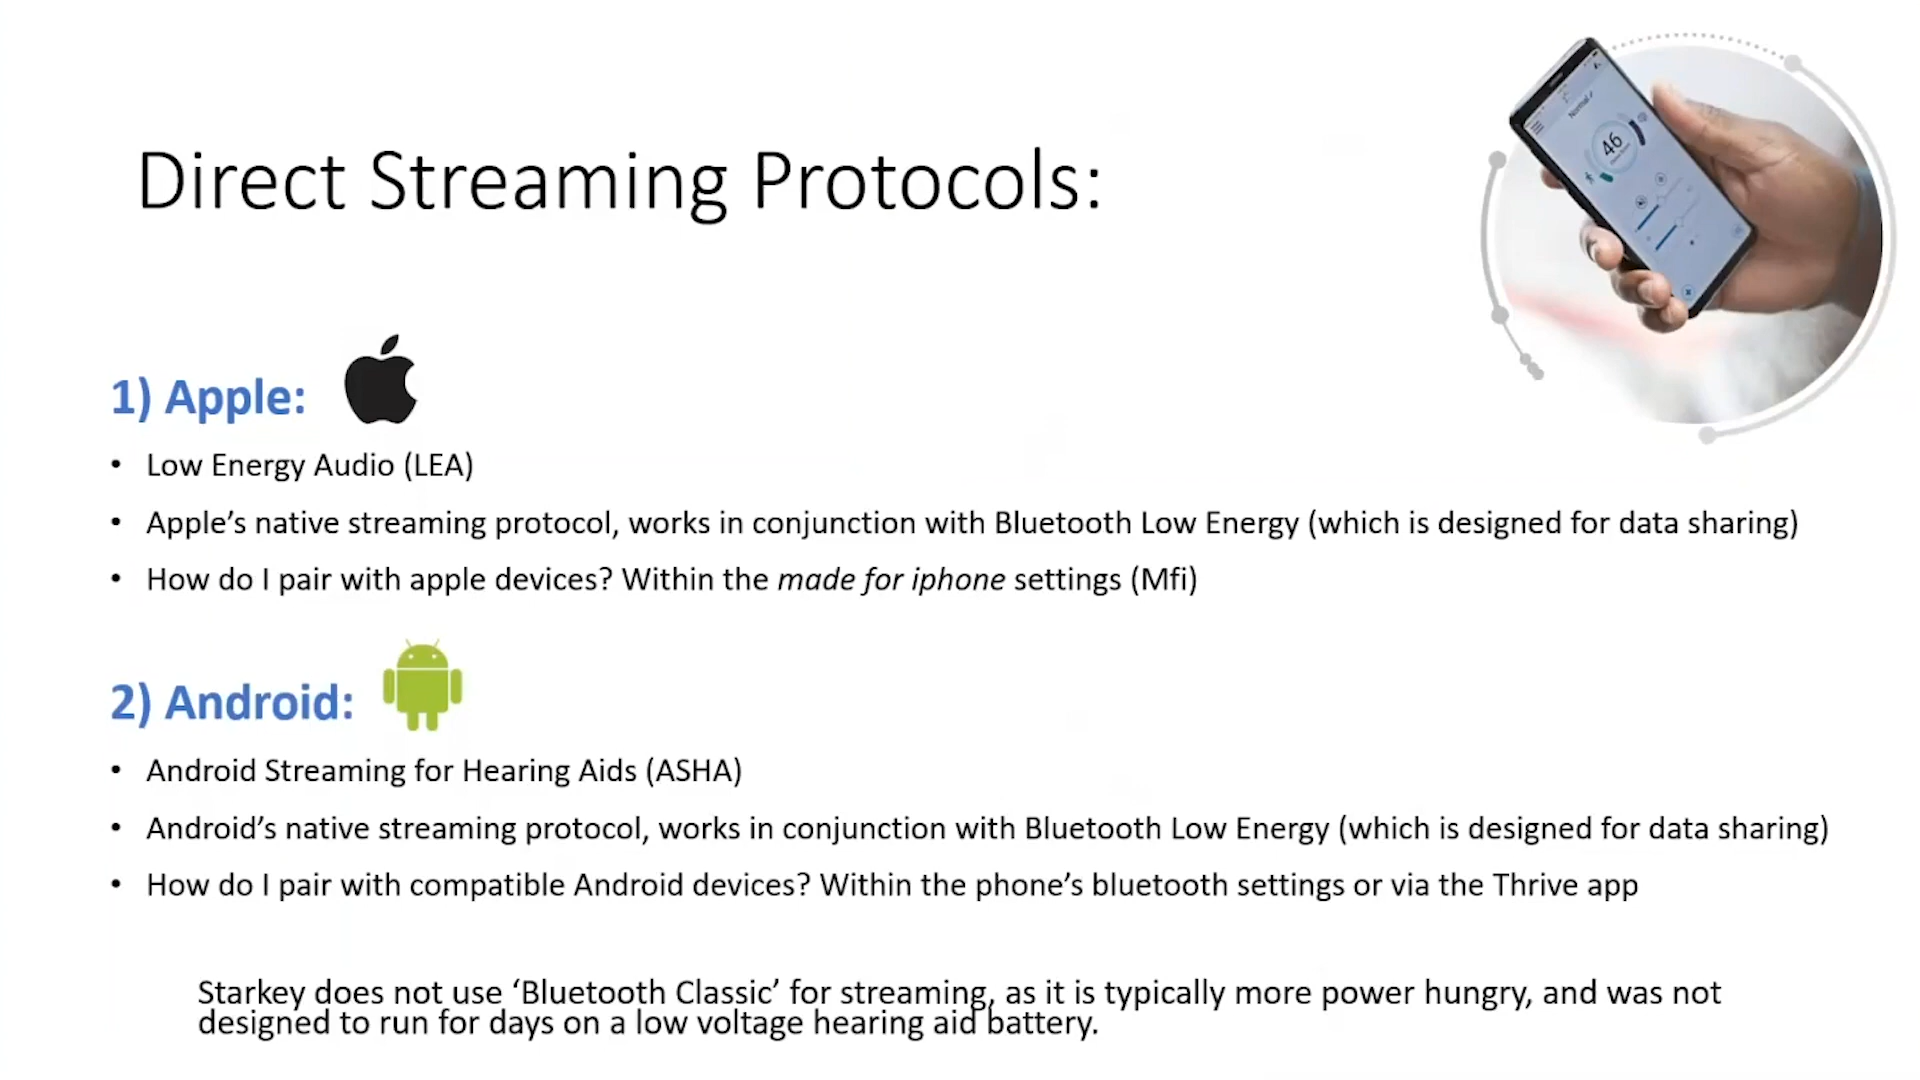 Direct Streaming Protocols:
Normal
46
1) Apple:
• Low Energy Audio (LEA)
• Apple’s native streaming protocol, works in conjunction with Bluetooth Low Energy (which is designed for data sharing)
• How do I pair with apple devices? Within the made for iphone settings (Mfi)
2) Android:
• Android Streaming for Hearing Aids (ASHA)
• Android’s native streaming protocol, works in conjunction with Bluetooth Low Energy (which is designed for data sharing)
• How do I pair with compatible Android devices? Within the phone’s bluetooth settings or via the Thrive app
Starkey does not use ‘Bluetooth Classic’ for streaming, as it is typically more power hungry, and was not
designed to run for days on a low voltage hearing aid battery.